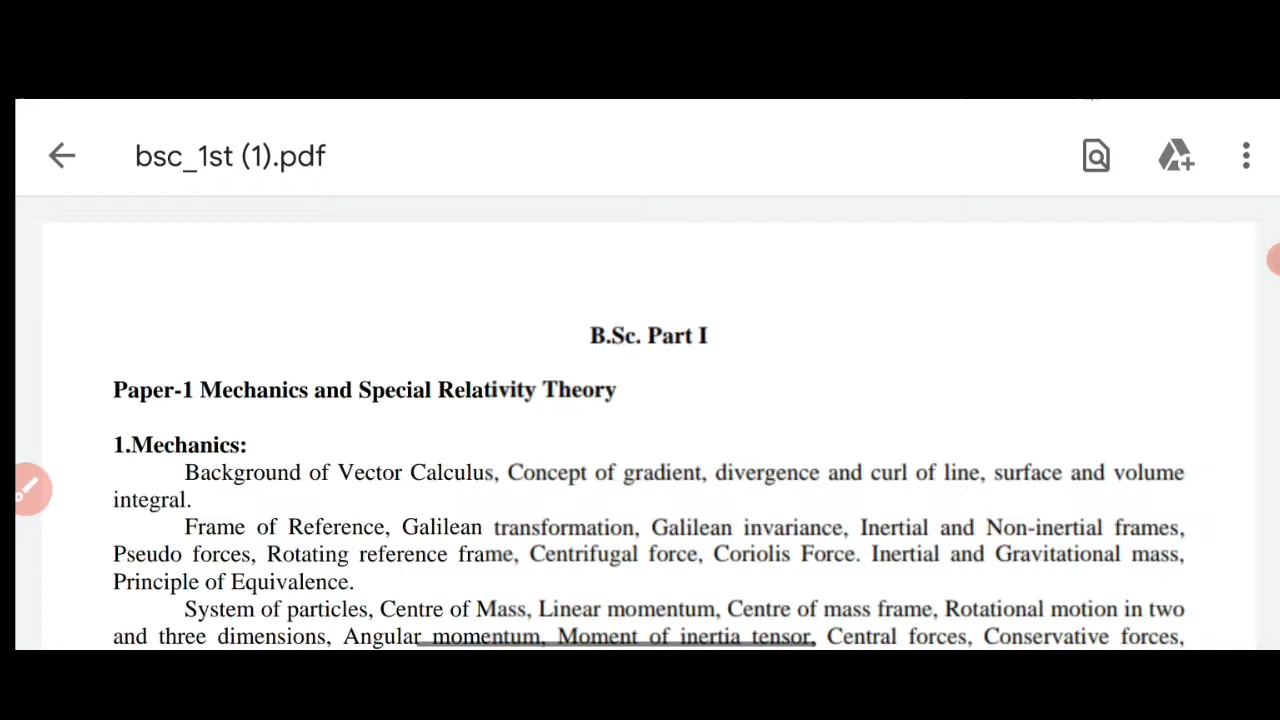 bsc_1st (1).pdf
B.Sc. Part I
Paper-1 Mechanics and Special Relativity Theory
1.Mechanics:
Background of Vector Calculus, Concept of gradient, divergence and curl of line, surface and volume
integral.
Frame of Reference, Galilean transformation, Galilean invariance, Inertial and Non-inertial frames,
Pseudo forces, Rotating reference frame, Centrifugal force, Coriolis Force. Inertial and Gravitational mass,
Principle of Equivalence.
System of particles, Centre of Mass, Linear momentum, Centre of mass frame, Rotational motion in two
and three dimensions, Angular momentum, Moment of inertia tensor, Central forces, Conservative forces,